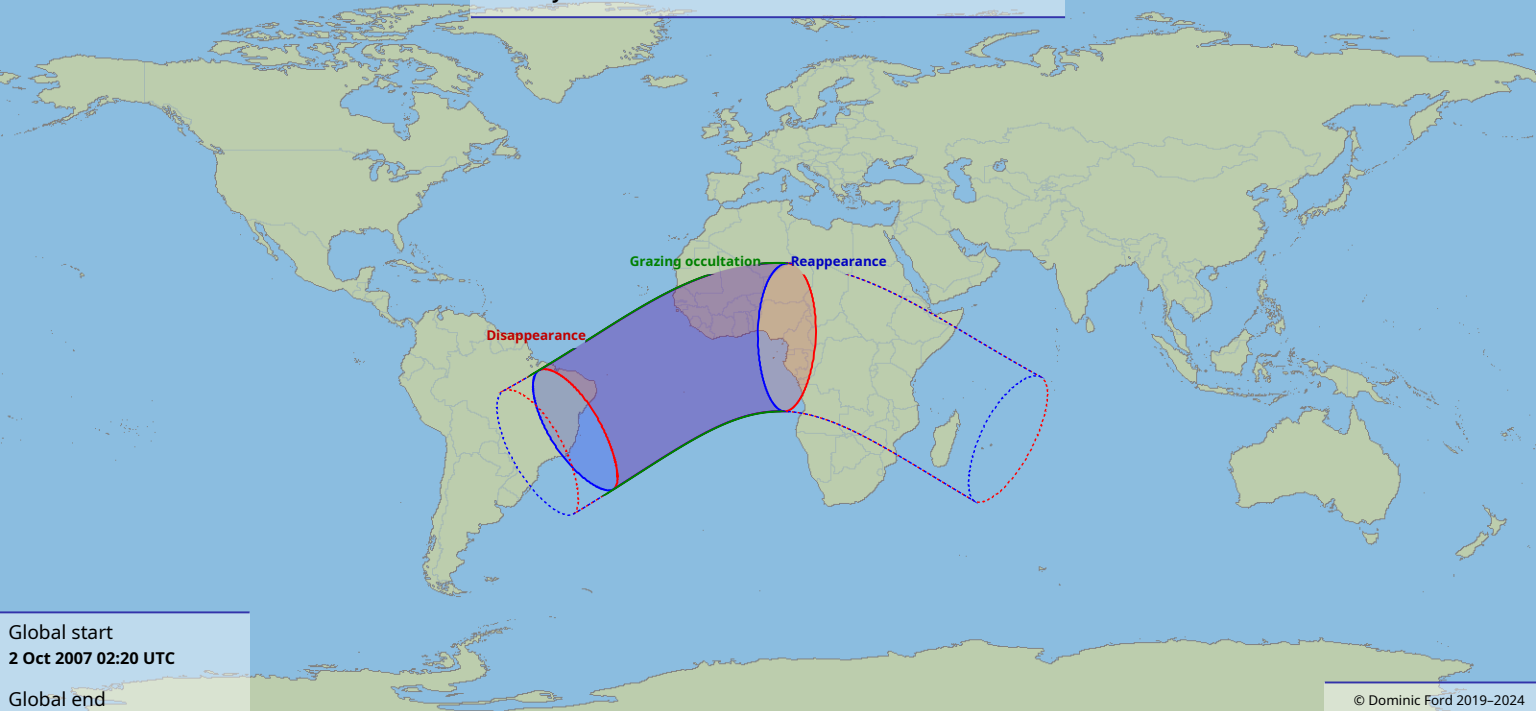 Grazing occultation
Reappearance
Disappearance
Global start
2 Oct 2007 02:20 UTC
Global end
© Dominic Ford 2019–2024